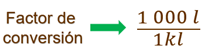 Factor de
conversión
1 000 l
1kl